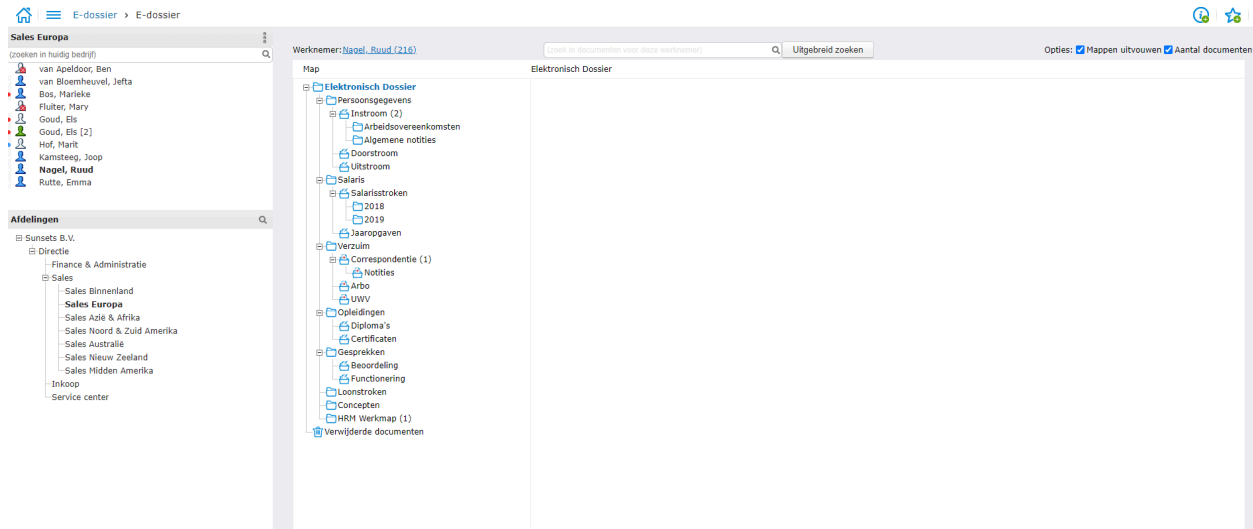 E-dossier › E-dossier
Sales Europa
(zoeken in huidig bedrijf)
van Apeldoor, Ben
van Bloemheuvel, Jefta
Bos, Marieke
Fluiter, Mary
Goud, Els
Goud, Els [2]
Hof, Marit
Kamsteeg, Joop
Nagel, Ruud
Rutte, Emma
Afdelingen
Sunsets B.V.
Directie
Finance & Administratie
Sales
Sales Binnenland
Sales Europa
Sales Azië & Afrika
Sales Noord & Zuid Amerika
Sales Australië
Sales Nieuw Zeeland
Sales Midden Amerika
Inkoop
Service center
Werknemer: Nagel, Ruud (216)
(zoek in documenten voor deze werknemer)
Uitgebreid zoeken
Opties: Mappen uitvouwen Aantal documenten
Map
Elektronisch Dossier
Elektronisch Dossier
Persoonsgegevens
Instroom (2)
Arbeidsovereenkomsten
Algemene notities
Doorstroom
Uitstroom
Salaris
Salarisstroken
2018
2019
Jaaropgaven
Verzuim
Correspondentie (1)
Notities
Arbo
UWV
Opleidingen
Diploma's
Certificaten
Gesprekken
Beoordeling
Functionering
Loonstroken
Concepten
HRM Werkmap (1)
Verwijderde documenten